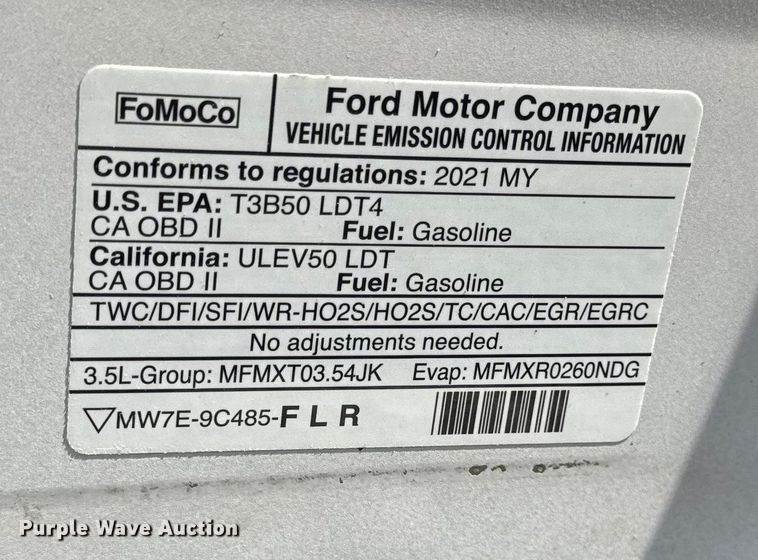 FoMoCo
Ford Motor Company
VEHICLE EMISSION CONTROL INFORMATION
Conforms to regulations: 2021 MY
U.S. EPA: T3B50 LDT4
CA OBD II Fuel: Gasoline
California: ULEV50 LDT
CA OBD II Fuel: Gasoline
TWC/DFI/SFI/WR-HO2S/HO2S/TC/CAC/EGR/EGRC
No adjustments needed.
3.5L-Group: MFMXT03.54JK Evap: MFMXR0260NDG
▽MW7E-9C485-FLR
Purple Wave Auction